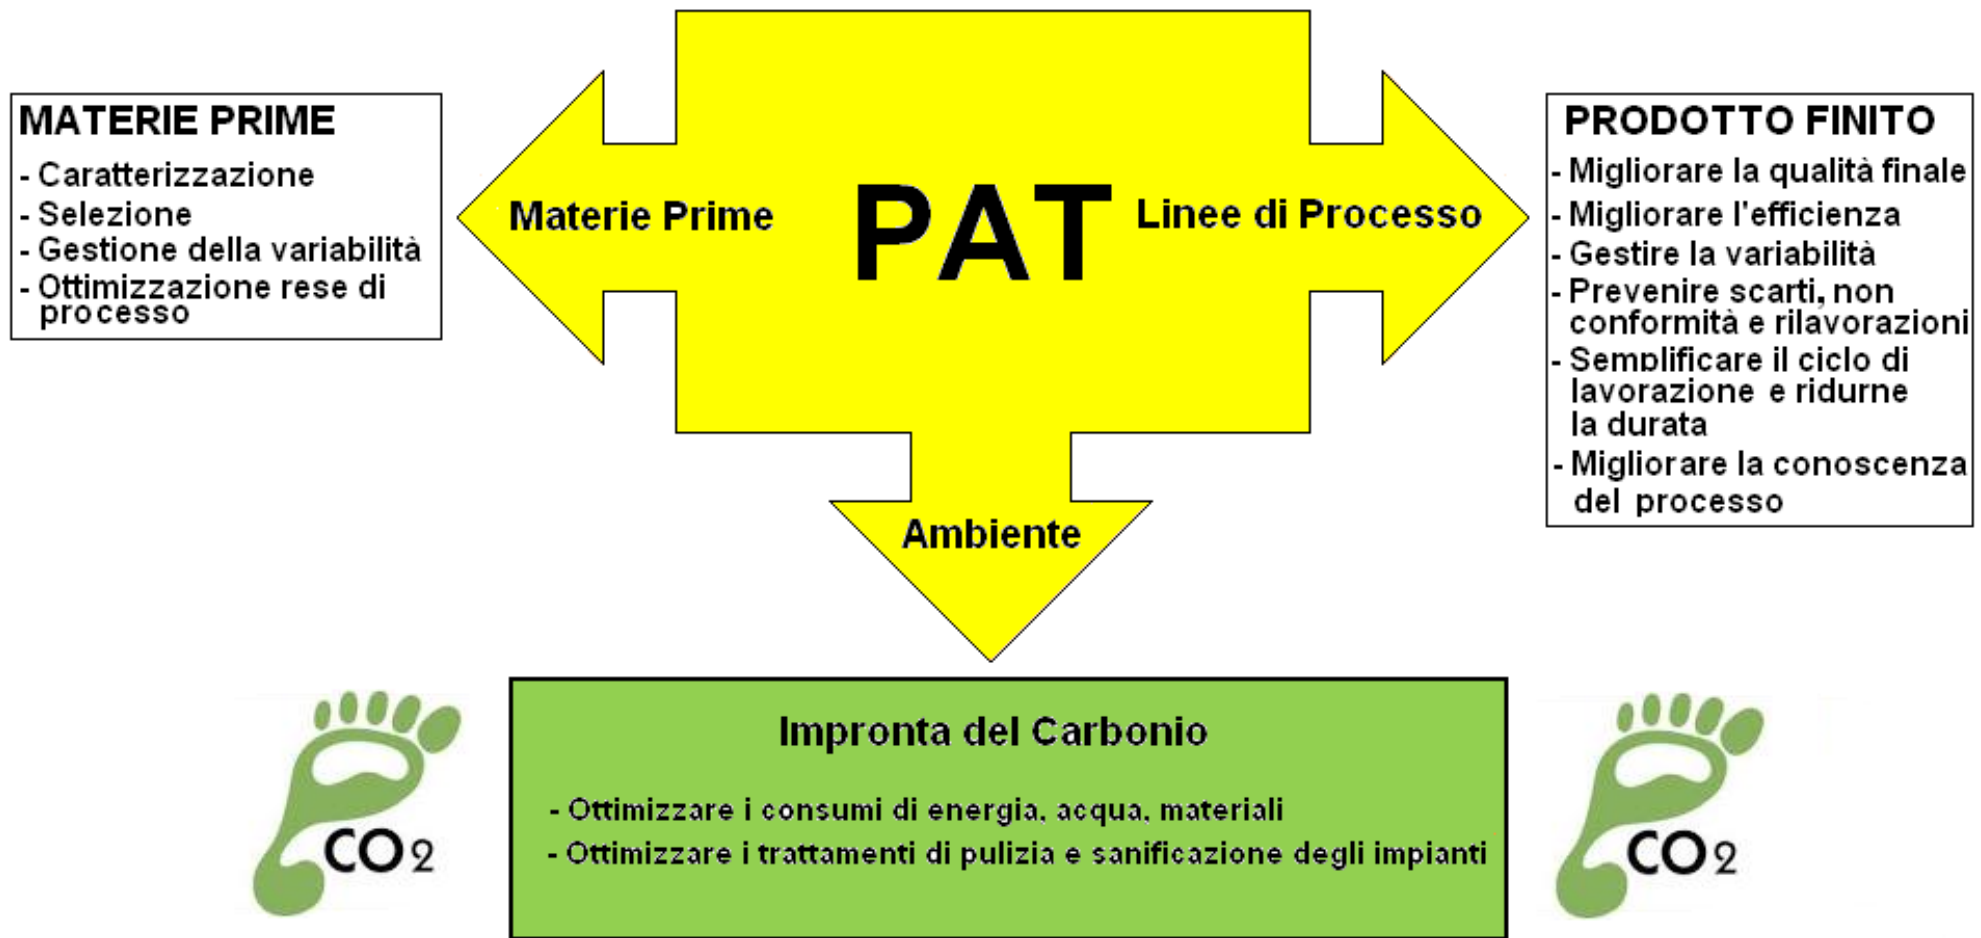 MATERIE PRIME
- Caratterizzazione
- Selezione
- Gestione della variabilità
- Ottimizzazione rese di
processo
Materie Prime
PAT
Linee di Processo
Ambiente
PRODOTTO FINITO
- Migliorare la qualità finale
- Migliorare l'efficienza
- Gestire la variabilità
- Prevenire scarti, non
conformità e rilavorazioni
- Semplificare il ciclo di
lavorazione e ridurne
la durata
- Migliorare la conoscenza
del processo
Impronta del Carbonio
- Ottimizzare i consumi di energia, acqua, materiali
- Ottimizzare i trattamenti di pulizia e sanificazione degli impianti
CO2
CO2